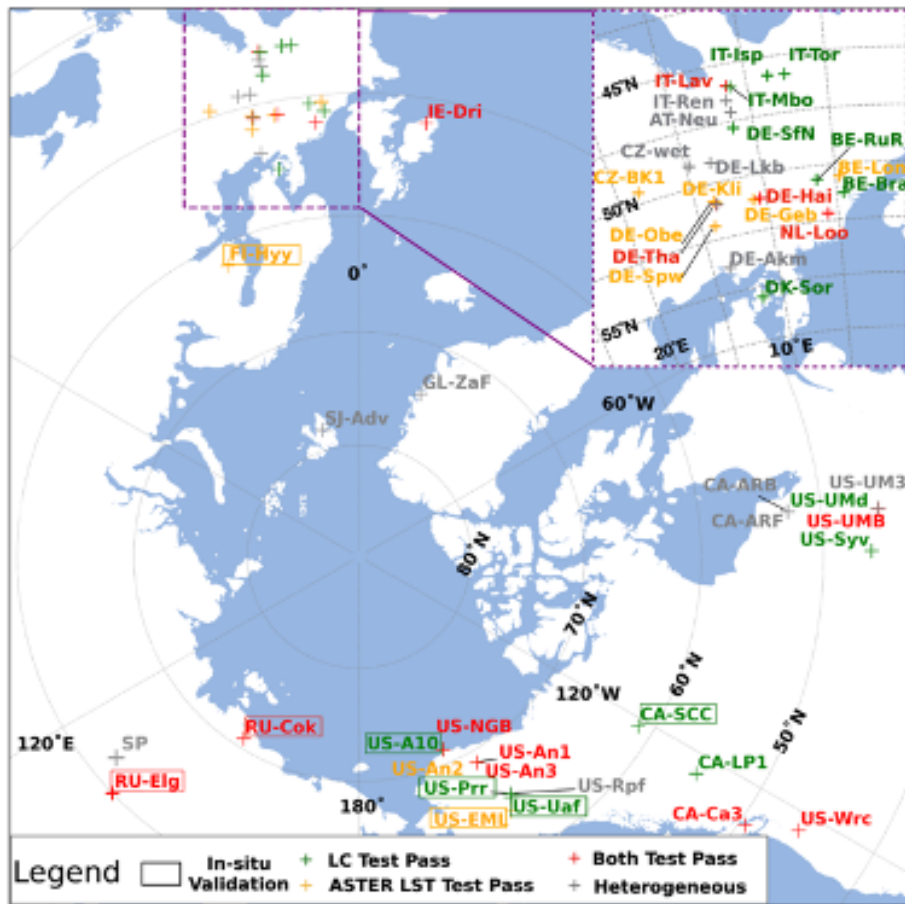 IT-Isp IT-Tor
45°N IT-Lav
IT-Mbo
IT-Ren
AT-Neu
DE-SfN
BE-RuR
CZ-wet DE-Lkb
BE-Lon
CZ-BK1 DE-Kli BE-Bra
50°N DE-Hai
DE-Geb
DE-Obe NL-Loo
DE-Tha
DE-Spw DE-Akm
DK-Sor
55°N
20°E 10°E
IE-Dri
FI-Hyy
0°
GL-ZaF
60°W
SJ-Adv
CA-ARB US-UM3
US-UMd
CA-ARF US-UMB
US-Syv
80°N
70°N
60°N
120°W
50°N
CA-SCC
RU-Cok US-NGB
120°E SP US-A10 US-An1
US-An2 US-An3
CA-LP1
RU-Elg US-Prr US-Rpf
180° US-Uaf
US-EML CA-Ca3 US-Wrc
Legend In-situ Validation + LC Test Pass + Both Test Pass
+ ASTER LST Test Pass + Heterogeneous